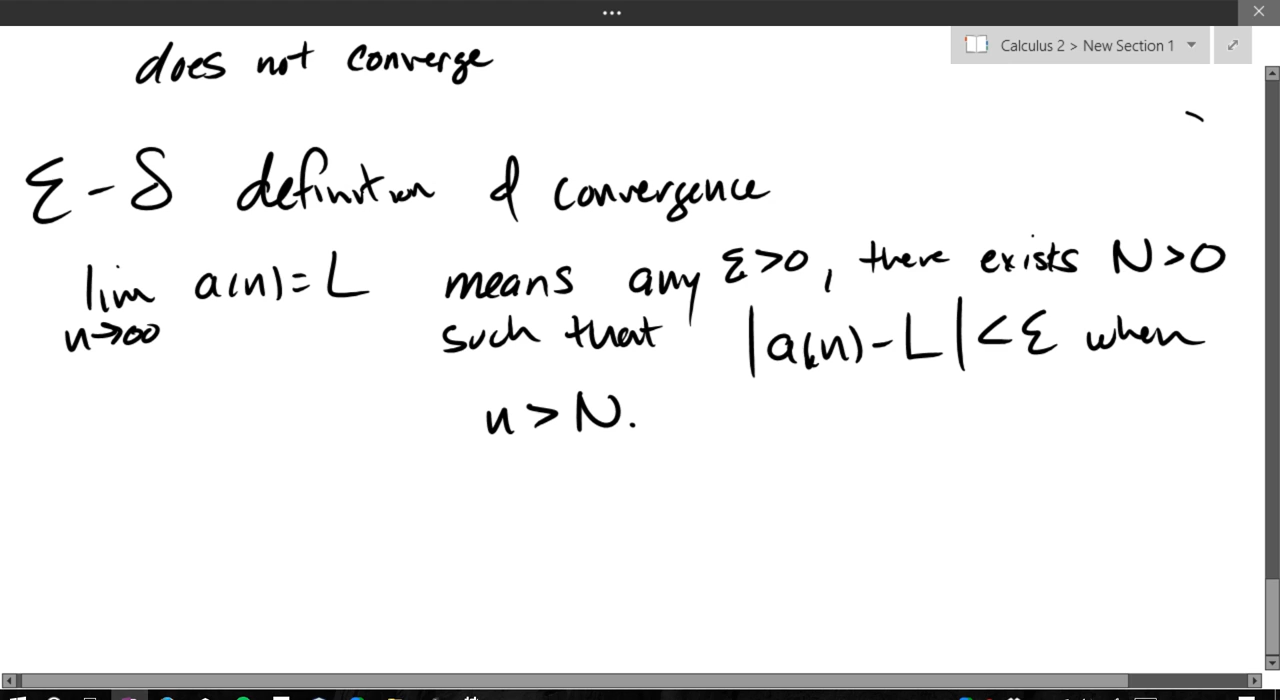 ...
Calculus 2 > New Section 1
does not converge
ε-δ definition of convergence
lim a(n)=L means any ε>0, there exists N>0
n→∞ such that |a(n)-L|<ε when
n>N.